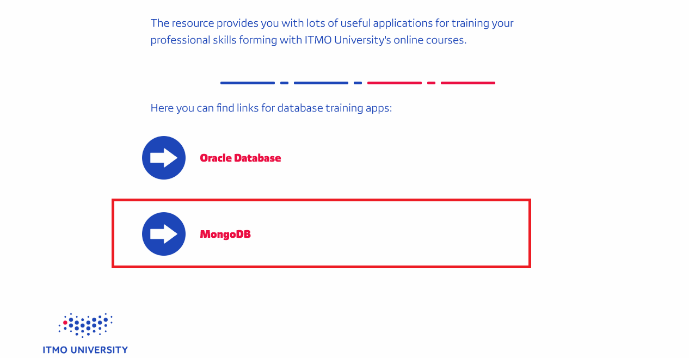 The resource provides you with lots of useful applications for training your
professional skills forming with ITMO University's online courses.
Here you can find links for database training apps:
Oracle Database
MongoDB
ITMO UNIVERSITY